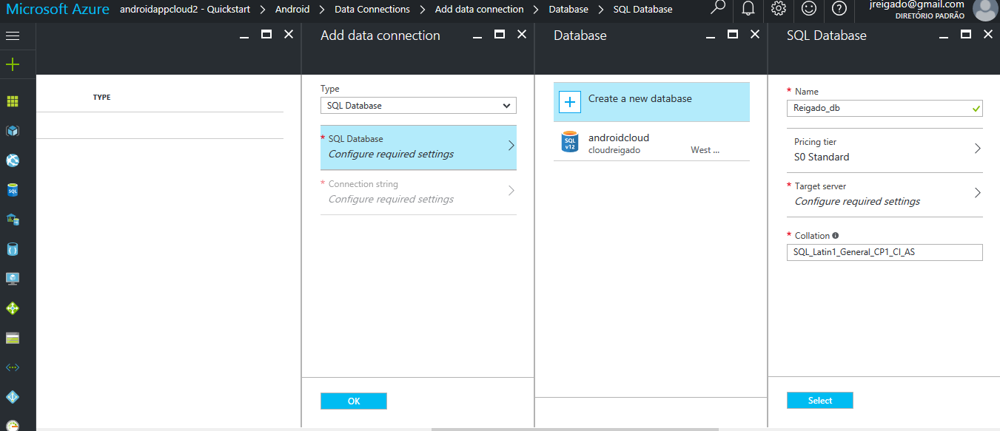 Microsoft Azure androidappcloud2 - Quickstart > Android > Data Connections > Add data connection > Database > SQL Database
jreigado@gmail.com
DIRETÓRIO PADRÃO
TYPE
Add data connection
Type
SQL Database
* SQL Database
Configure required settings
* Connection string
Configure required settings
OK
Database
Create a new database
SQL
v12
androidcloud
cloudreigado West ...
SQL Database
* Name
Reigado_db
Pricing tier
S0 Standard
* Target server
Configure required settings
* Collation
SQL_Latin1_General_CP1_CI_AS
Select
SQL